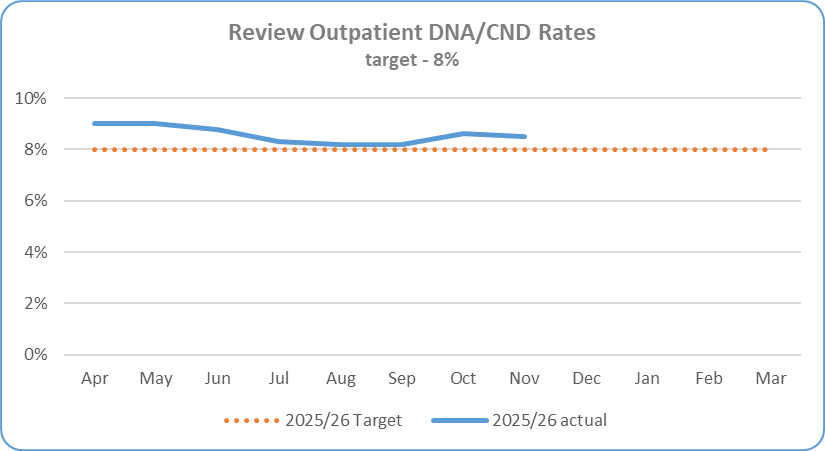 Review Outpatient DNA/CND Rates
target - 8%
10%
8%
6%
4%
2%
0%
Apr May Jun Jul Aug Sep Oct Nov Dec Jan Feb Mar
2025/26 Target 2025/26 actual